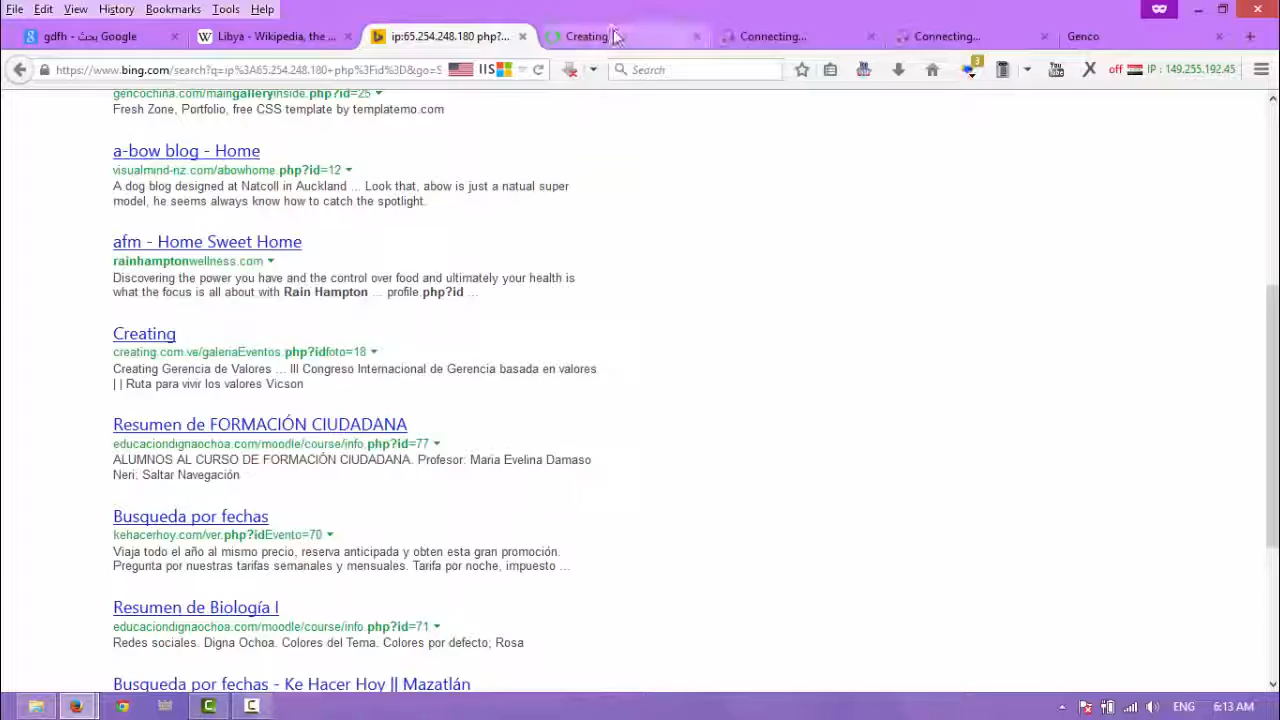 File Edit View History Bookmarks Tools Help
gdfh - بحث Google
Libya - Wikipedia, the ...
ip:65.254.248.180 php?...
Creating
Connecting...
Connecting...
Genco
https://www.bing.com/search?q=ip%3A65.254.248.180+php%3Fid%3D&go=S
IIS
Search
3
off
IP : 149.255.192.45
gencochina.com/maingalleryinside.php?id=25
Fresh Zone, Portfolio, free CSS template by templatemo.com
a-bow blog - Home
visualmind-nz.com/abowhome.php?id=12
A dog blog designed at Natcoll in Auckland ... Look that, abow is just a natual super
model, he seems always know how to catch the spotlight.
afm - Home Sweet Home
rainhamptonwellness.com
Discovering the power you have and the control over food and ultimately your health is
what the focus is all about with Rain Hampton ... profile.php?id ...
Creating
creating.com.ve/galeriaEventos.php?idfoto=18
Creating Gerencia de Valores ... III Congreso Internacional de Gerencia basada en valores
| | Ruta para vivir los valores Vicson
Resumen de FORMACIÓN CIUDADANA
educaciondignaochoa.com/moodle/course/info.php?id=77
ALUMNOS AL CURSO DE FORMACIÓN CIUDADANA. Profesor: Maria Evelina Damaso
Neri: Saltar Navegación
Busqueda por fechas
kehacerhoy.com/ver.php?idEvento=70
Viaja todo el año al mismo precio, reserva anticipada y obten esta gran promoción.
Pregunta por nuestras tarifas semanales y mensuales. Tarifa por noche, impuesto ...
Resumen de Biología I
educaciondignaochoa.com/moodle/course/info.php?id=71
Redes sociales. Digna Ochoa. Colores del Tema. Colores por defecto; Rosa
Busqueda por fechas - Ke Hacer Hoy || Mazatlán
ENG
6:13 AM